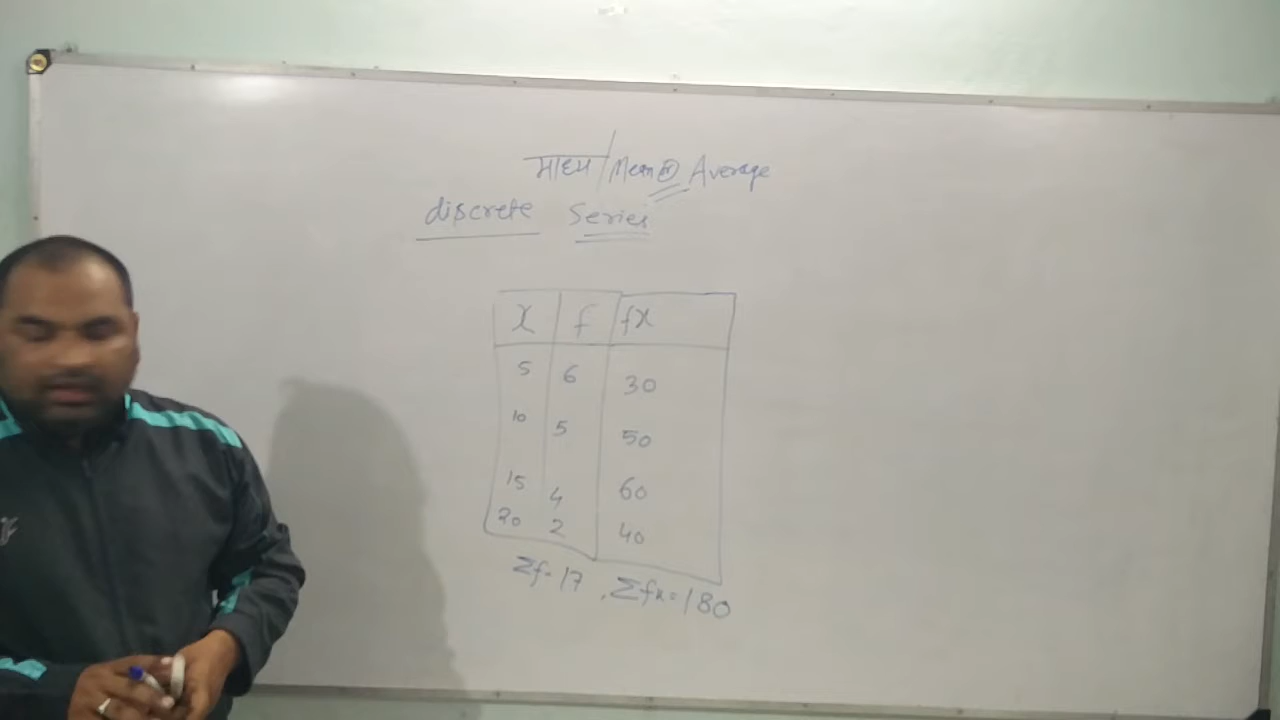 माध्य/Mean or Average
discrete Series
x f fx
5 6 30
10 5 50
15 4 60
20 2 40
Σf=17, Σfx=180